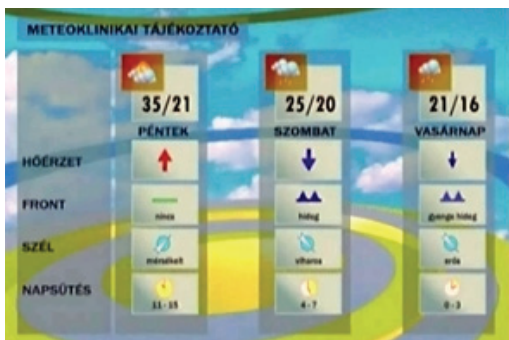 METEOKLINIKAI TÁJÉKOZTATÓ
35/21 25/20 21/16
PÉNTEK SZOMBAT VASÁRNAP
HŐÉRZET
FRONT nincs hideg gyenge hideg
SZÉL mérsékelt viharos erős
NAPSÜTÉS 11-15 4-7 0-3